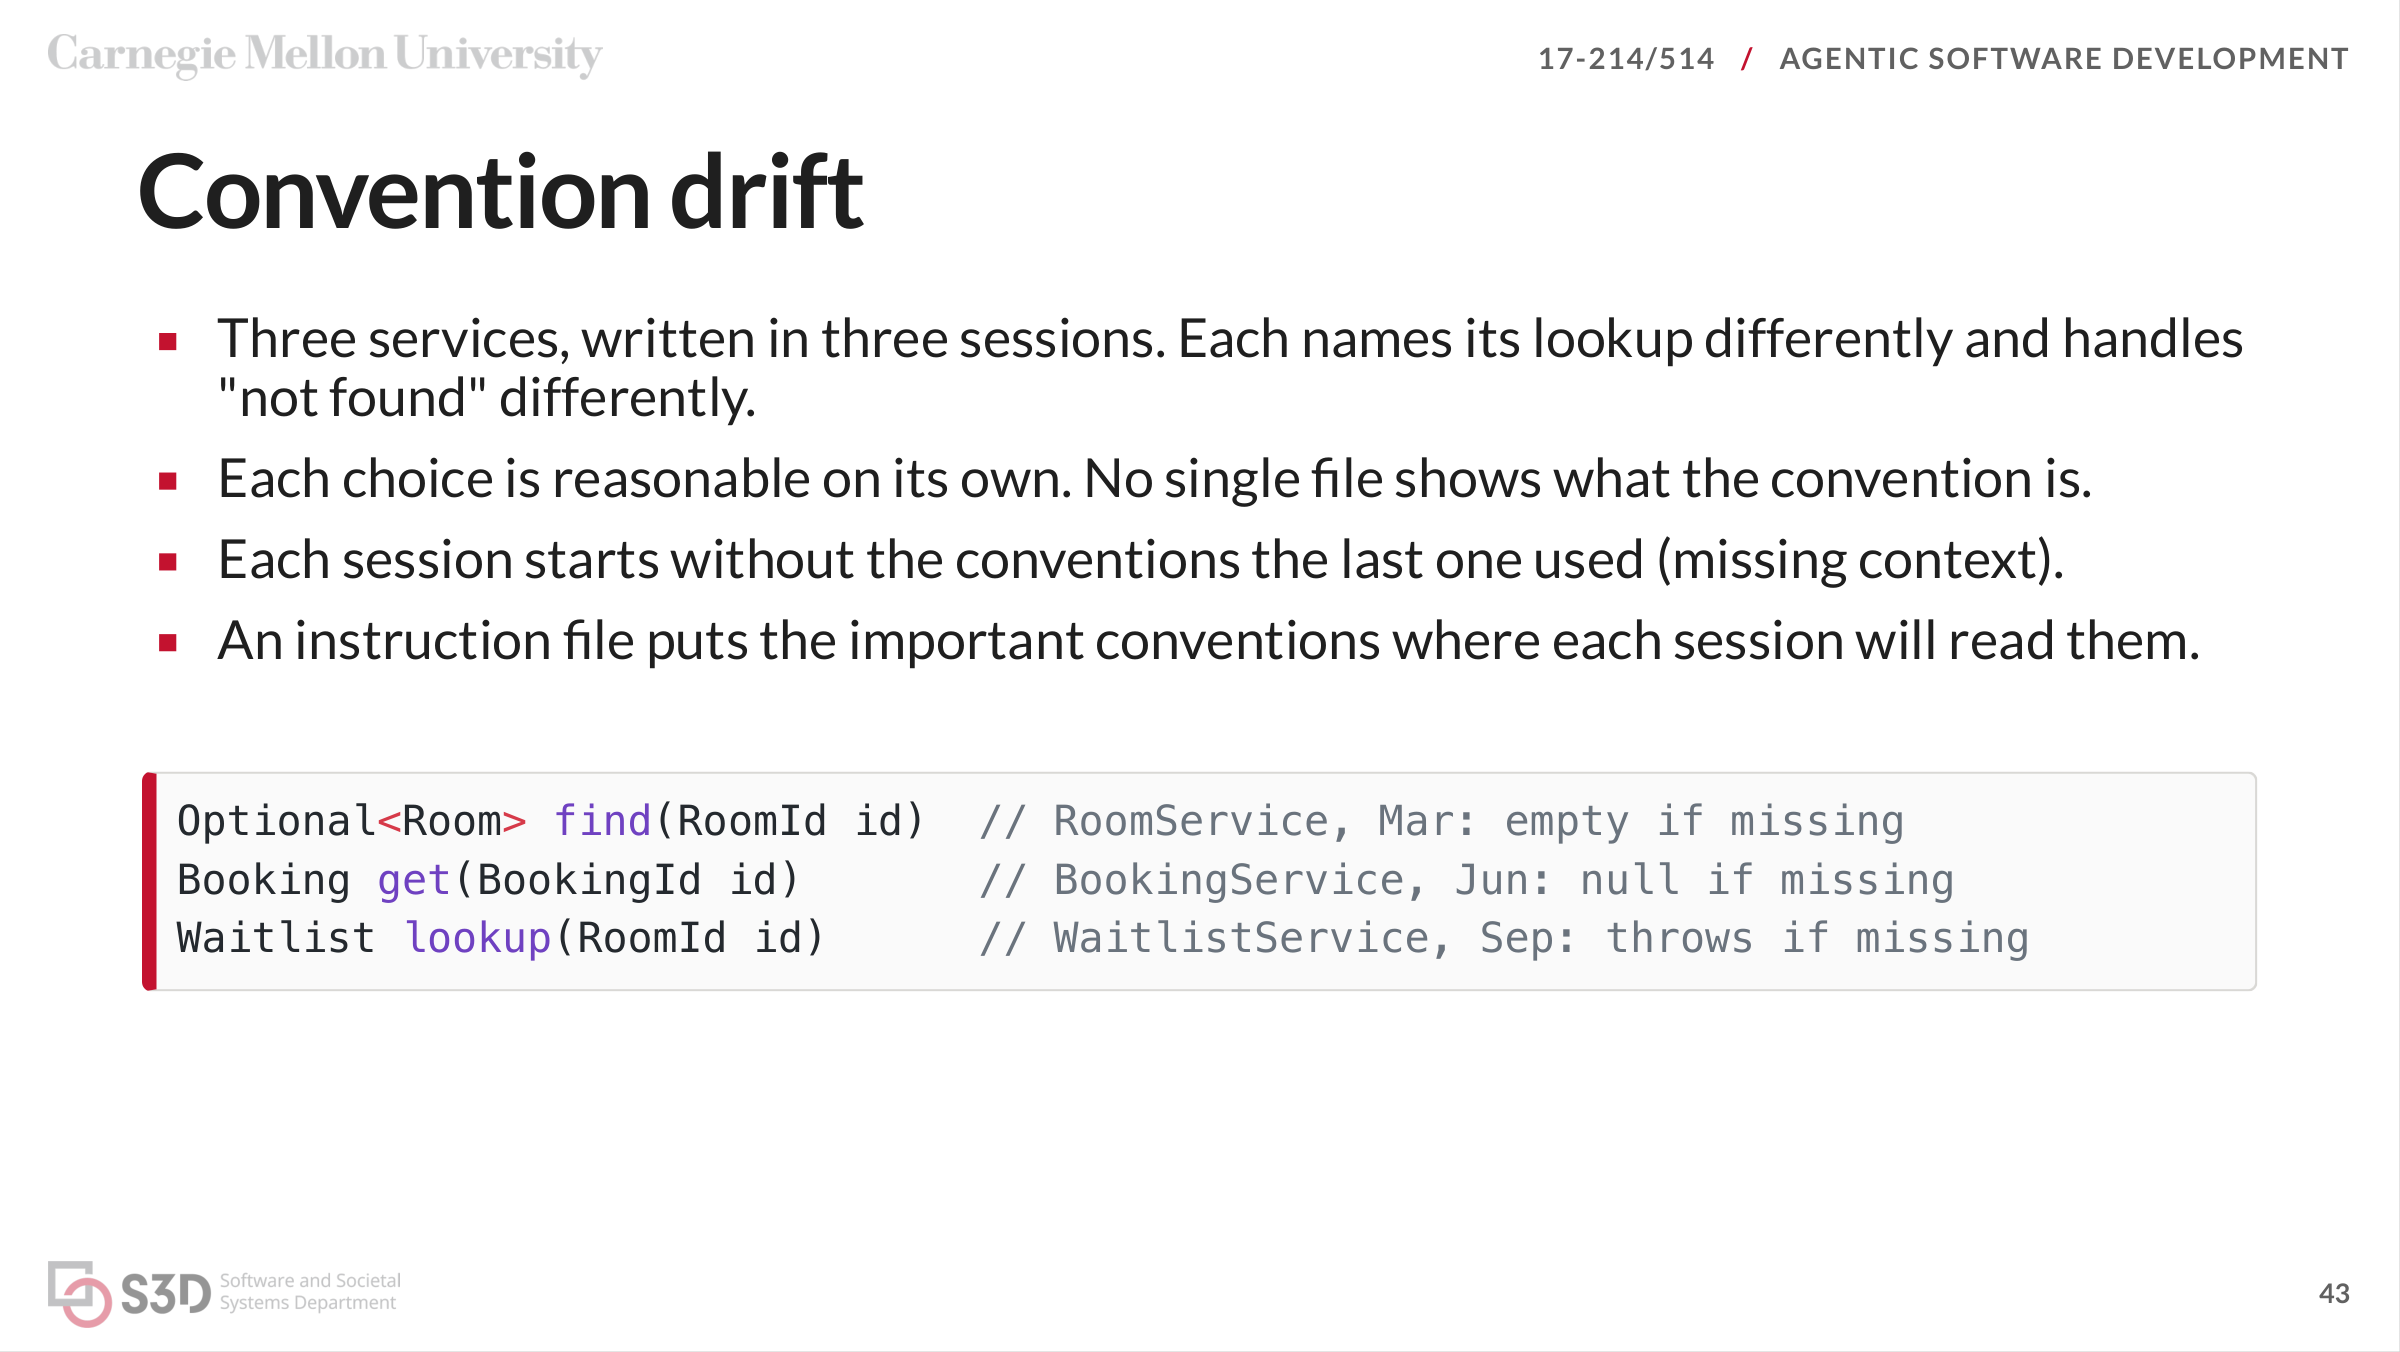 Carnegie Mellon University
17-214/514 / AGENTIC SOFTWARE DEVELOPMENT
Convention drift
Three services, written in three sessions. Each names its lookup differently and handles
"not found" differently.
Each choice is reasonable on its own. No single file shows what the convention is.
Each session starts without the conventions the last one used (missing context).
An instruction file puts the important conventions where each session will read them.
Optional<Room> find(RoomId id)  // RoomService, Mar: empty if missing
Booking get(BookingId id)       // BookingService, Jun: null if missing
Waitlist lookup(RoomId id)      // WaitlistService, Sep: throws if missing
S3D Software and Societal
Systems Department
43